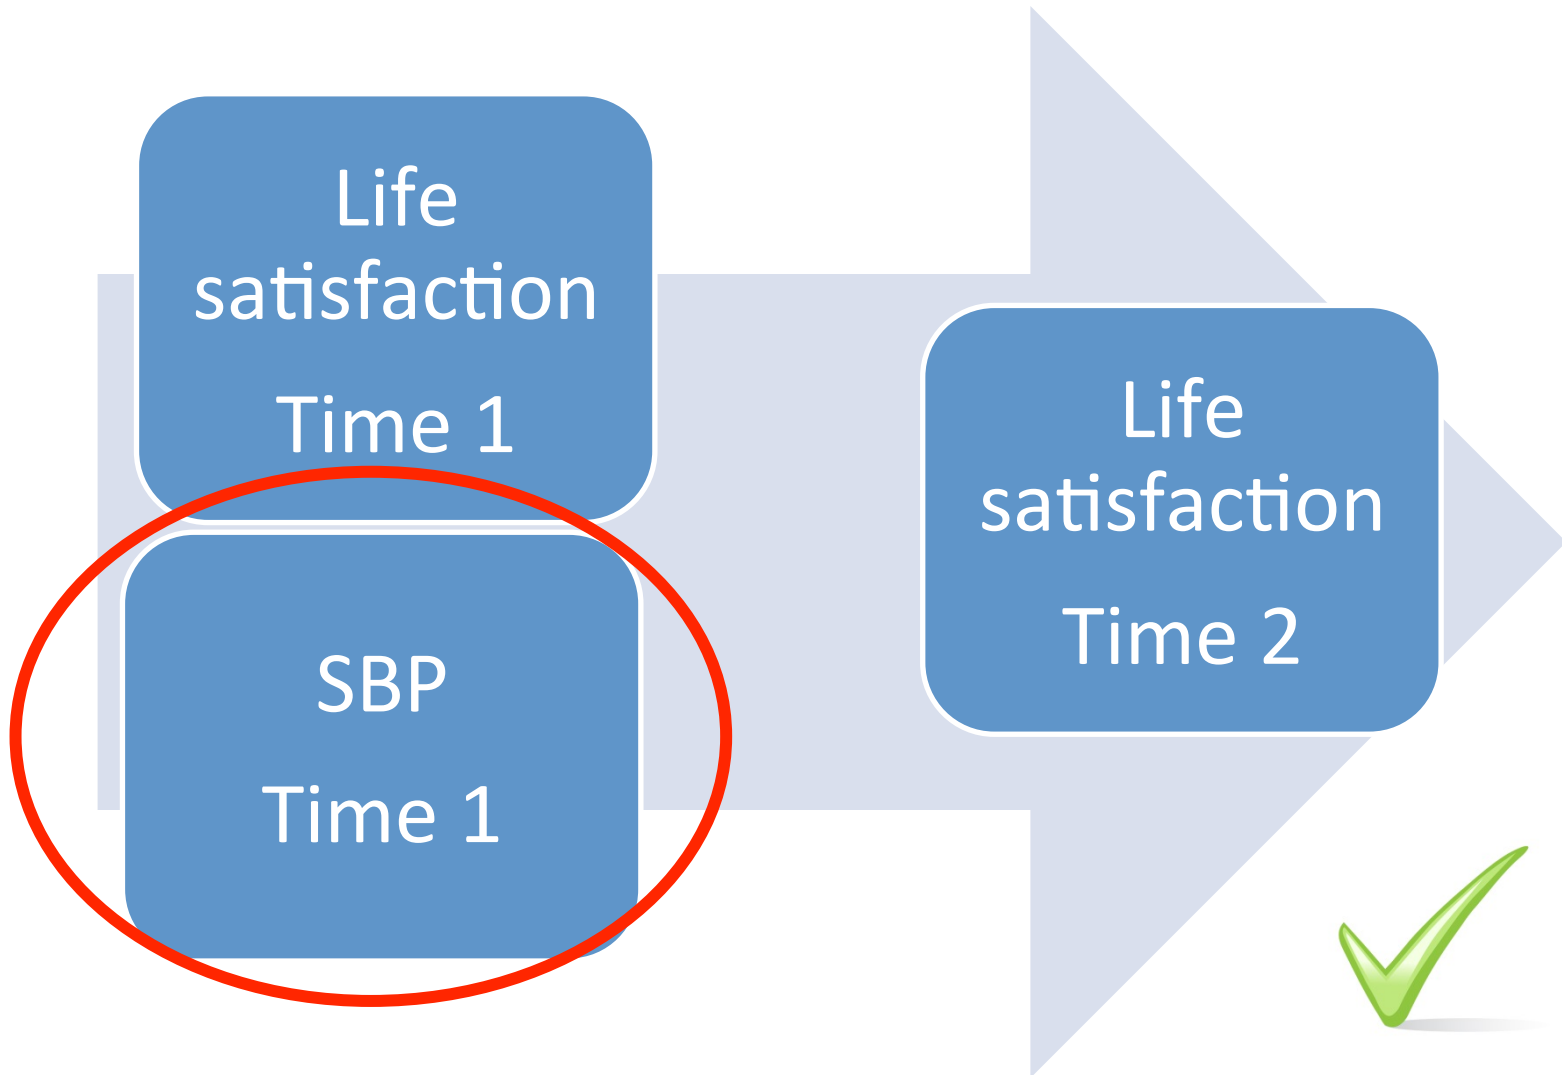 Life
satisfaction
Time 1
SBP
Time 1
Life
satisfaction
Time 2